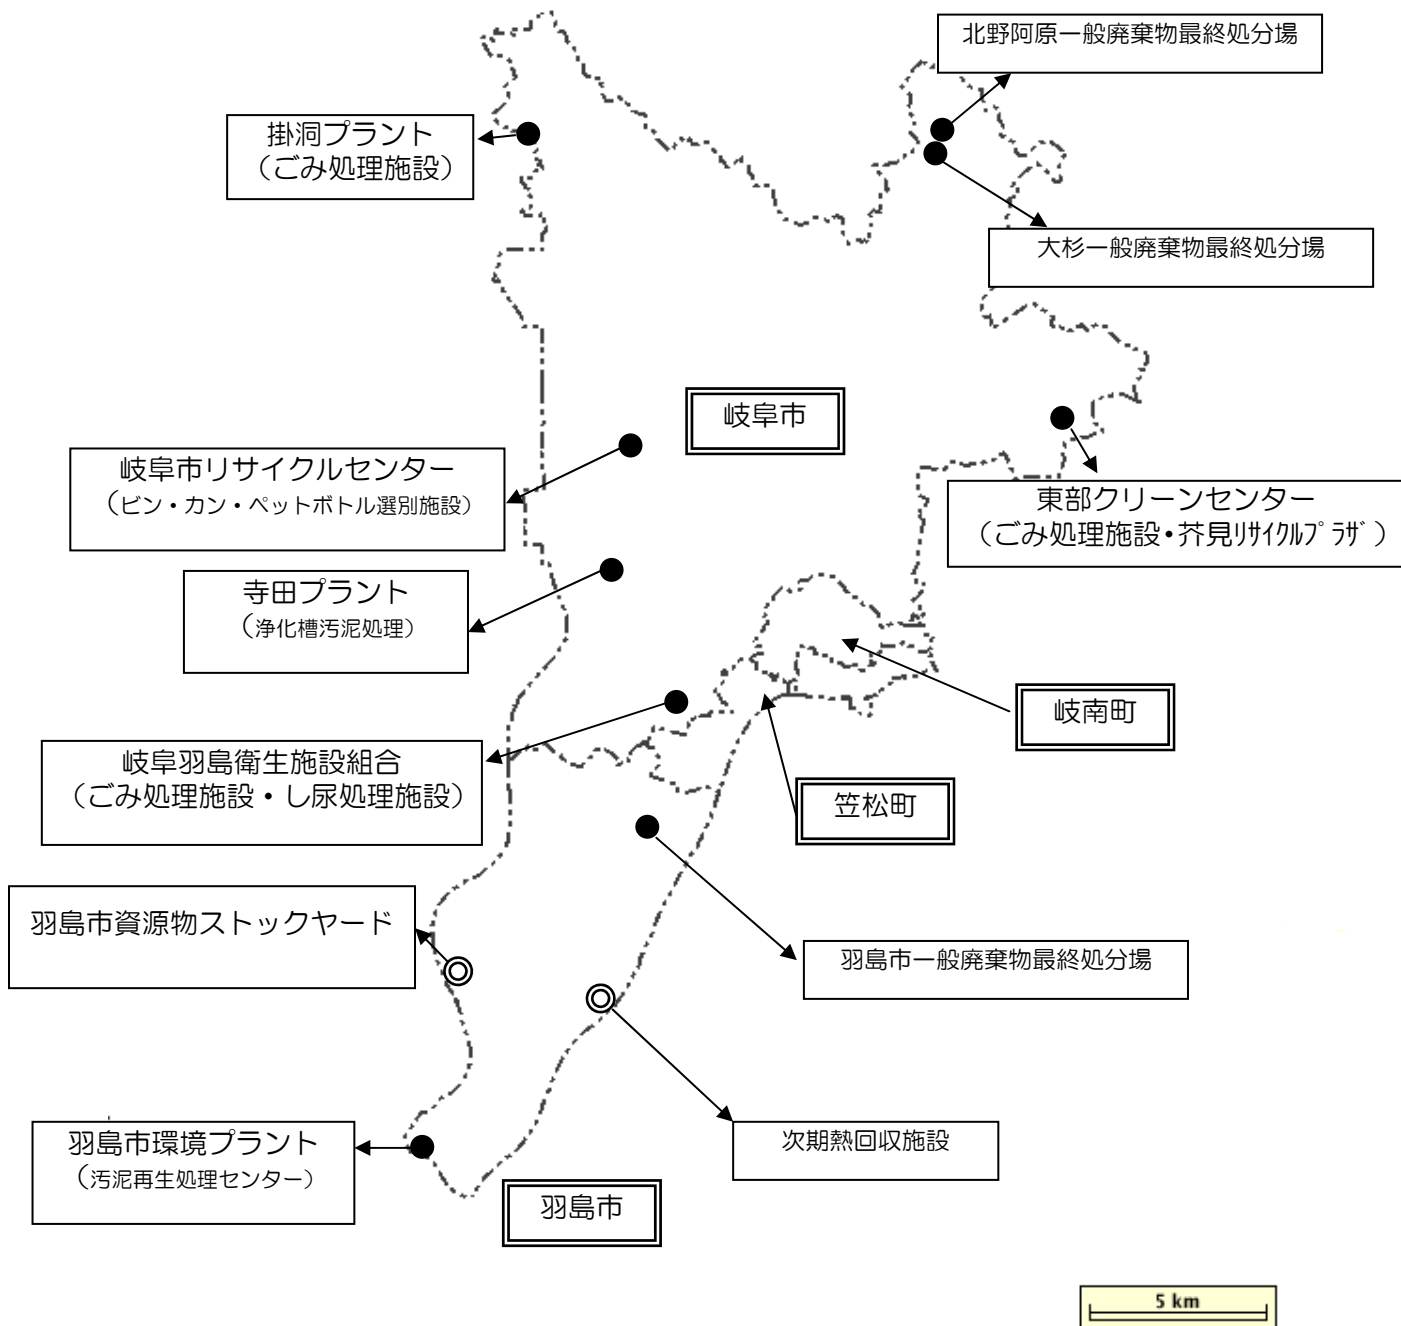 北野阿原一般廃棄物最終処分場
掛洞プラント
（ごみ処理施設）
大杉一般廃棄物最終処分場
岐阜市
岐阜市リサイクルセンター
（ビン・カン・ペットボトル選別施設）
東部クリーンセンター
（ごみ処理施設・芥見ﾘｻｲｸﾙﾌﾟﾗｻﾞ）
寺田プラント
（浄化槽汚泥処理）
岐南町
岐阜羽島衛生施設組合
（ごみ処理施設・し尿処理施設）
笠松町
羽島市資源物ストックヤード
羽島市一般廃棄物最終処分場
羽島市環境プラント
（汚泥再生処理センター）
次期熱回収施設
羽島市
5 km